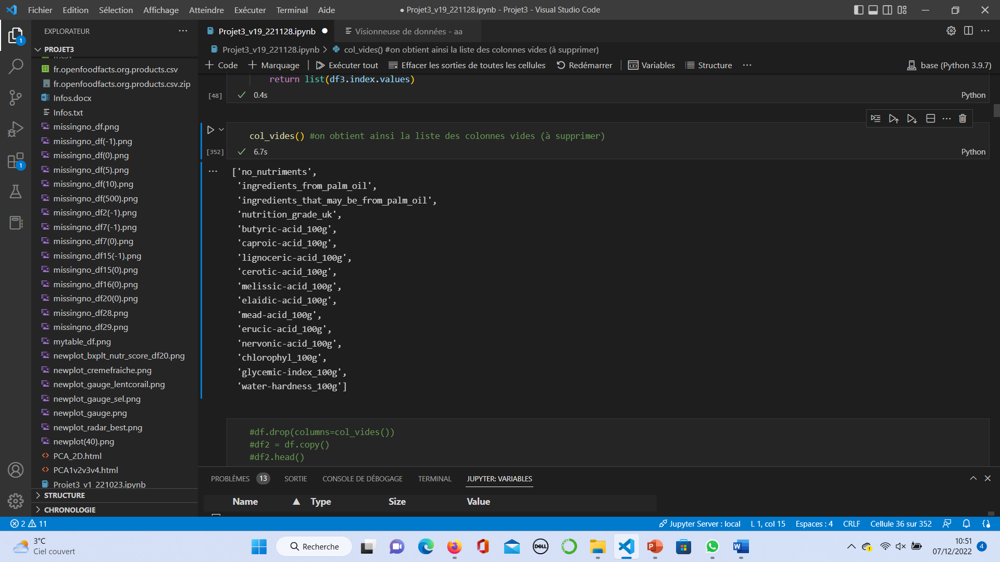 Fichier Edition Sélection Affichage Atteindre Exécuter Terminal Aide
● Projet3_v19_221128.ipynb - Projet3 - Visual Studio Code
EXPLORATEUR
PROJET3
fr.openfoodfacts.org.products.csv
fr.openfoodfacts.org.products.csv.zip
Infos.docx
Infos.txt
missingno_df.png
missingno_df(-1).png
missingno_df(0).png
missingno_df(5).png
missingno_df(10).png
missingno_df(500).png
missingno_df2(-1).png
missingno_df7(-1).png
missingno_df7(0).png
missingno_df15(-1).png
missingno_df15(0).png
missingno_df16(0).png
missingno_df20(0).png
missingno_df28.png
missingno_df29.png
mytable_df.png
newplot_bxplt_nutr_score_df20.png
newplot_cremefraiche.png
newplot_gauge_lentcorail.png
newplot_gauge_sel.png
newplot_gauge.png
newplot_radar_best.png
newplot(40).png
PCA_2D.html
PCA1v2v3v4.html
Projet3_v1_221023.ipynb
STRUCTURE
CHRONOLOGIE
1
1
Projet3_v19_221128.ipynb ●
Visionneuse de données - aa
Projet3_v19_221128.ipynb > col_vides() #on obtient ainsi la liste des colonnes vides (à supprimer)
+ Code + Marquage | Exécuter tout Effacer les sorties de toutes les cellules Redémarrer | Variables Structure ···
base (Python 3.9.7)
return list(df3.index.values)
[48] ✓ 0.4s Python
col_vides() #on obtient ainsi la liste des colonnes vides (à supprimer)
[352] ✓ 6.7s Python
['no_nutriments',
'ingredients_from_palm_oil',
'ingredients_that_may_be_from_palm_oil',
'nutrition_grade_uk',
'butyric-acid_100g',
'caproic-acid_100g',
'lignoceric-acid_100g',
'cerotic-acid_100g',
'melissic-acid_100g',
'elaidic-acid_100g',
'mead-acid_100g',
'erucic-acid_100g',
'nervonic-acid_100g',
'chlorophyl_100g',
'glycemic-index_100g',
'water-hardness_100g']
#df.drop(columns=col_vides())
#df2 = df.copy()
#df2.head()
PROBLÈMES 13 SORTIE CONSOLE DE DÉBOGAGE TERMINAL JUPYTER: VARIABLES
Name ▲ Type Size Value
2 11
Jupyter Server : local L 1, col 15 Espaces : 4 CRLF Cellule 36 sur 352
3°C
Ciel couvert
Recherche
DELL
10:51
07/12/2022
4